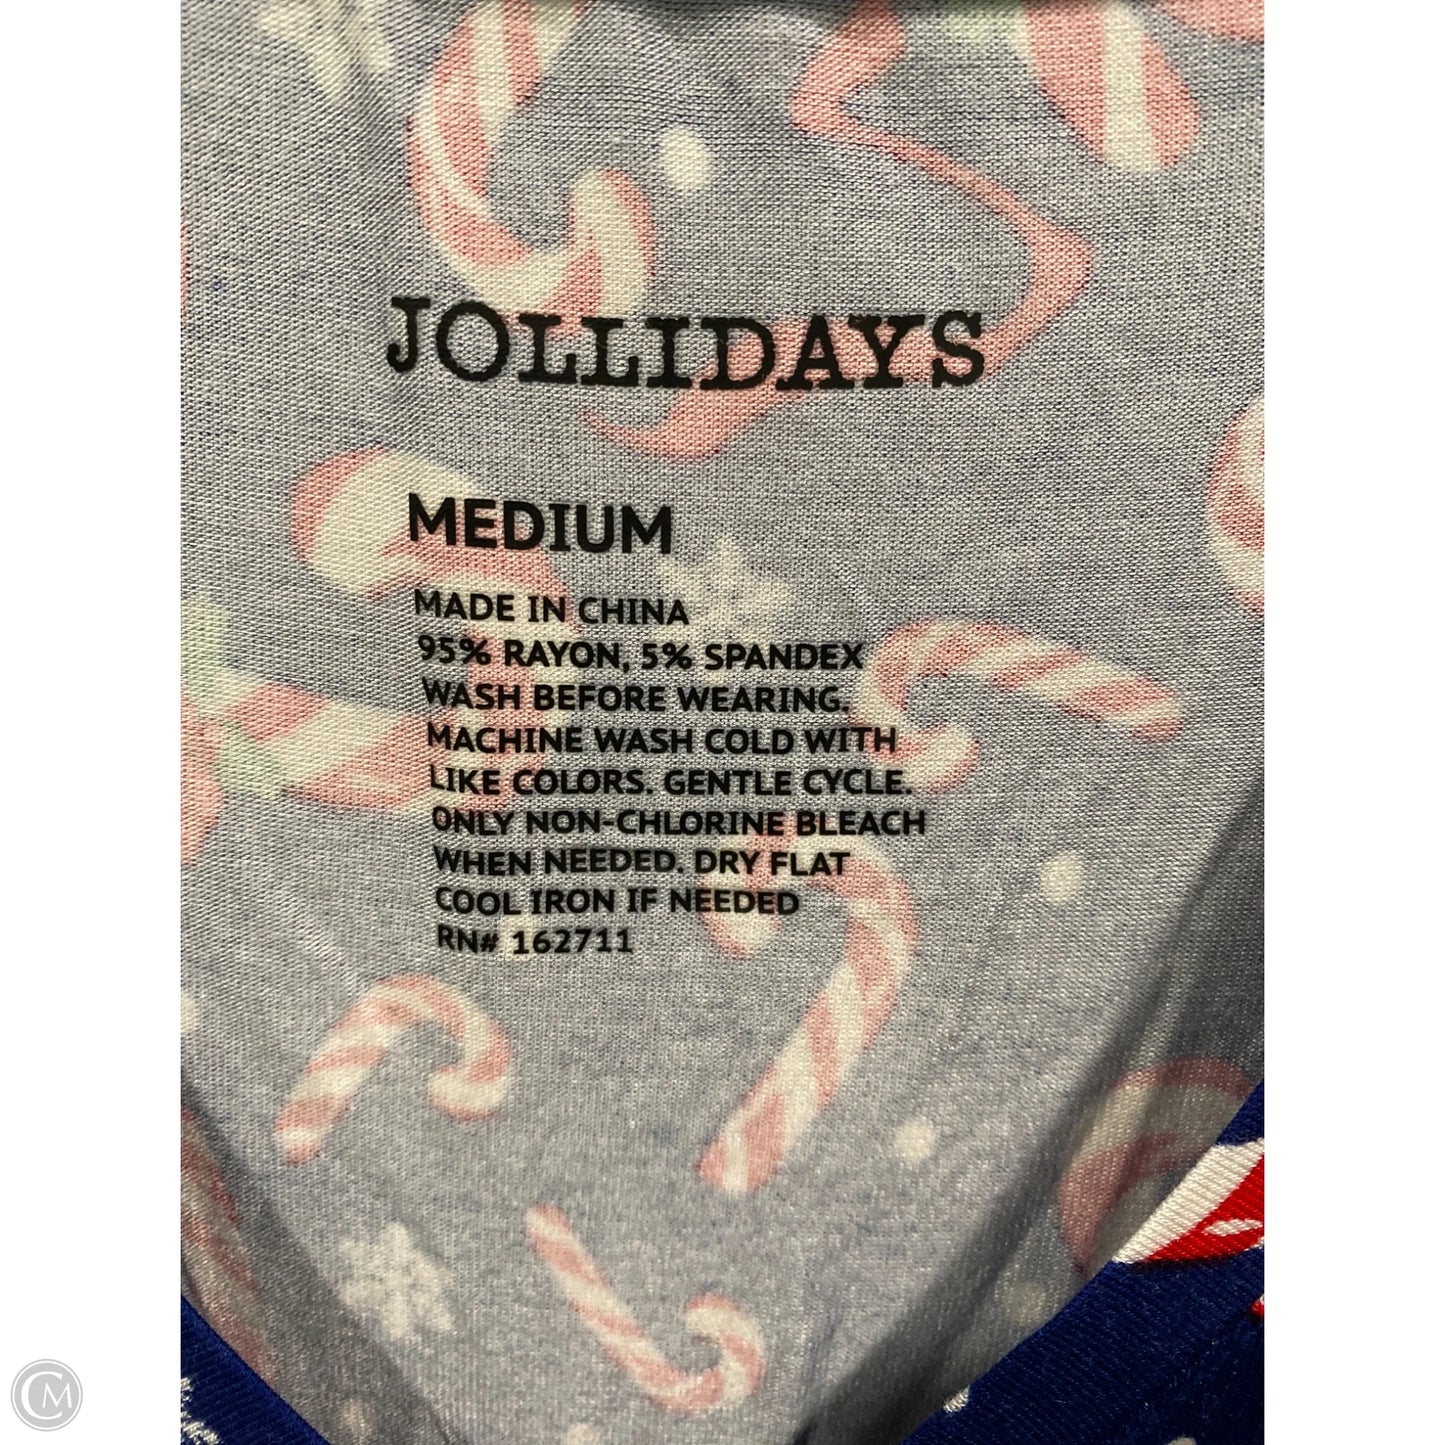 JOLLIDAYS
MEDIUM
MADE IN CHINA
95% RAYON, 5% SPANDEX
WASH BEFORE WEARING.
MACHINE WASH COLD WITH
LIKE COLORS. GENTLE CYCLE.
ONLY NON-CHLORINE BLEACH
WHEN NEEDED. DRY FLAT
COOL IRON IF NEEDED
RN# 162711
CM